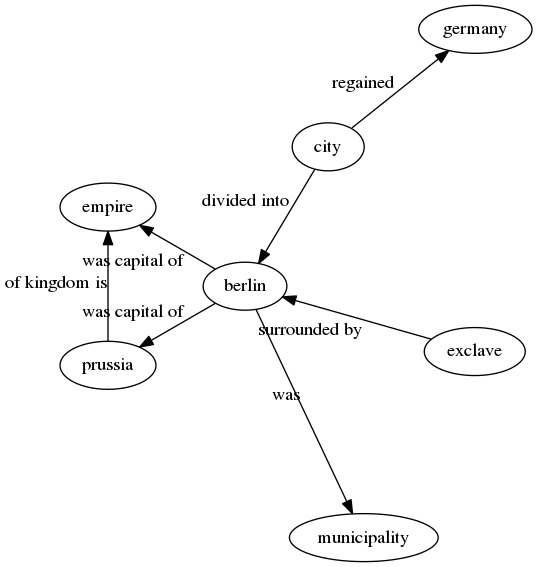 germany
regained
city
divided into
empire
was capital of
of kingdom is
berlin
was capital of
surrounded by
prussia
exclave
was
municipality